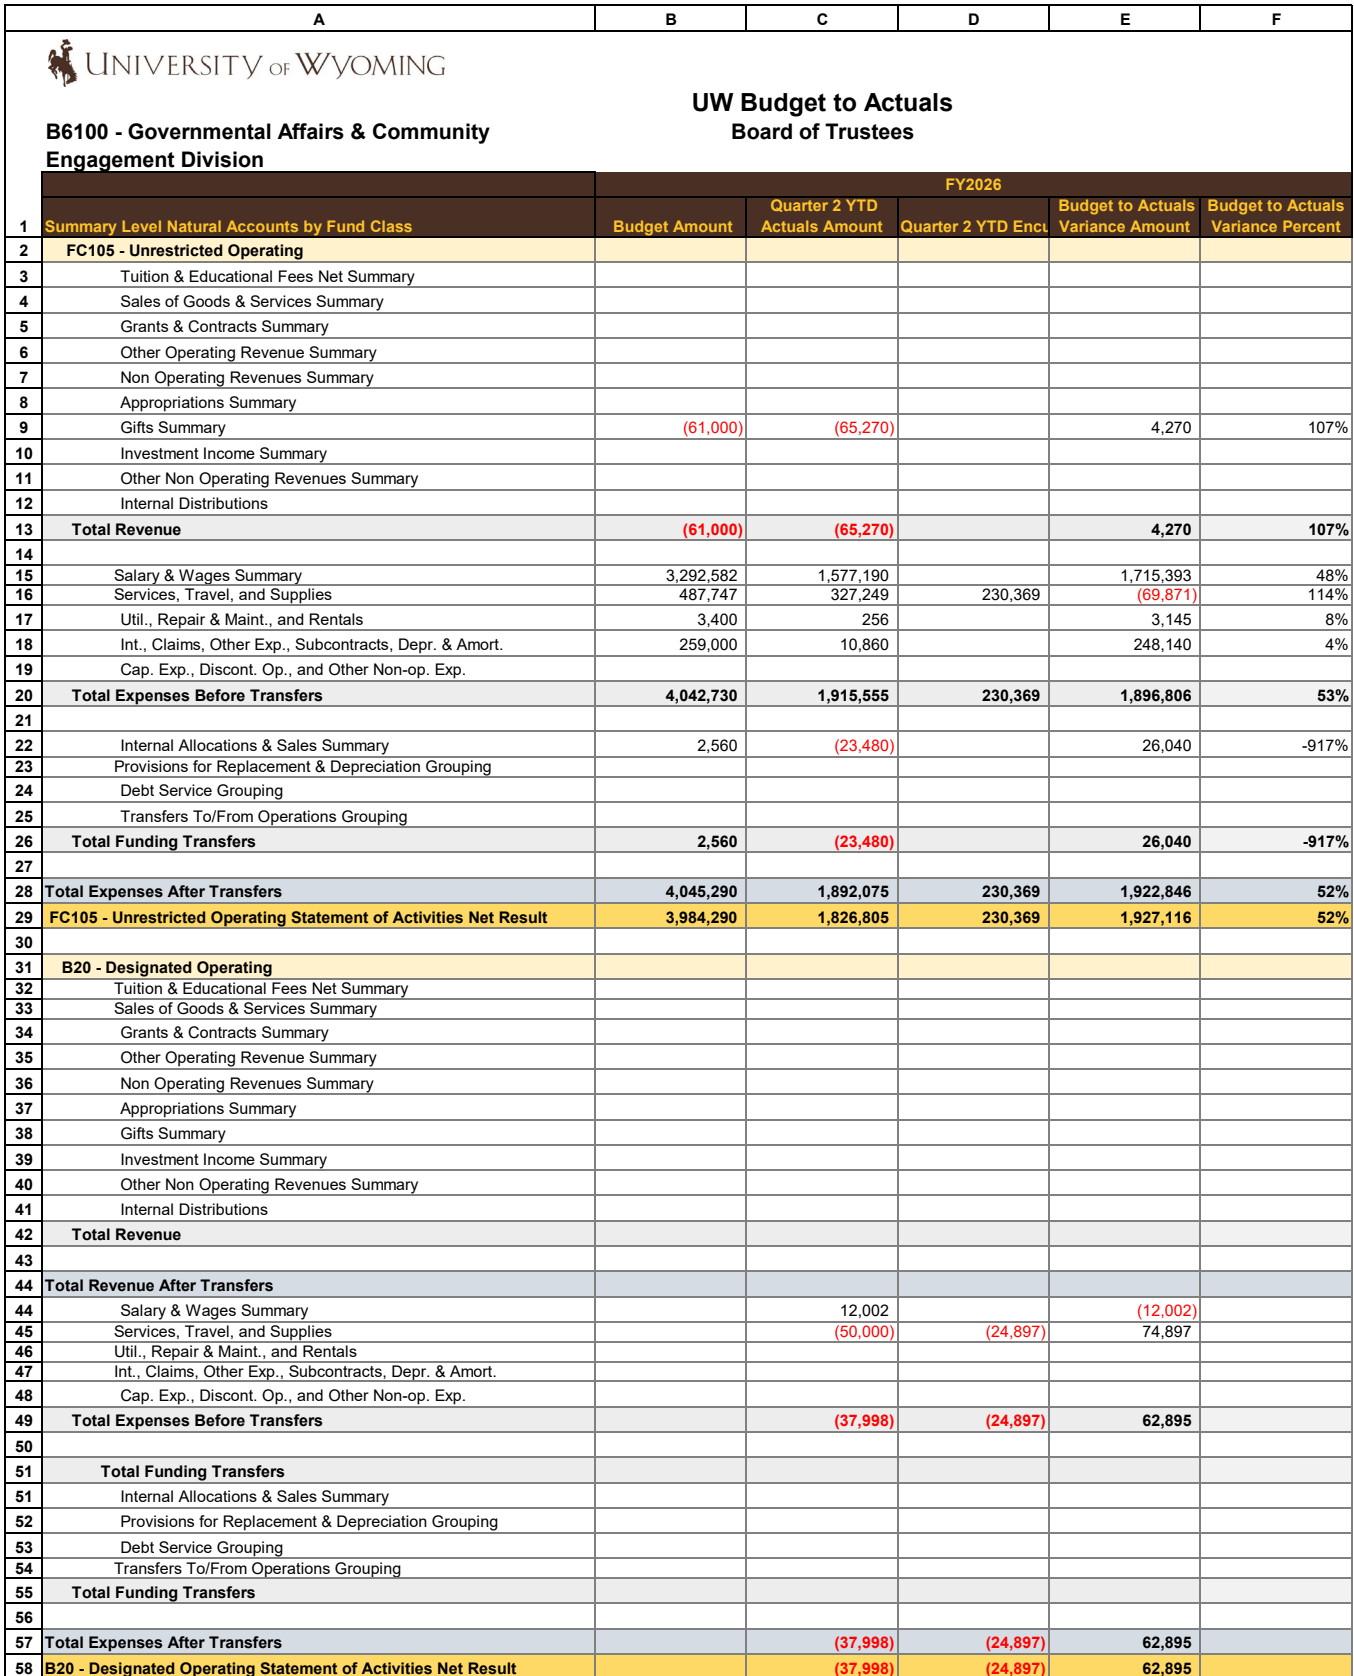 A B C D E F
UNIVERSITY OF WYOMING
UW Budget to Actuals
B6100 - Governmental Affairs & Community Board of Trustees
Engagement Division
FY2026
Quarter 2 YTD Budget to Actuals Budget to Actuals
1 Summary Level Natural Accounts by Fund Class Budget Amount Actuals Amount Quarter 2 YTD Encu Variance Amount Variance Percent
2 FC105 - Unrestricted Operating
3 Tuition & Educational Fees Net Summary
4 Sales of Goods & Services Summary
5 Grants & Contracts Summary
6 Other Operating Revenue Summary
7 Non Operating Revenues Summary
8 Appropriations Summary
9 Gifts Summary (61,000) (65,270) 4,270 107%
10 Investment Income Summary
11 Other Non Operating Revenues Summary
12 Internal Distributions
13 Total Revenue (61,000) (65,270) 4,270 107%
14
15 Salary & Wages Summary 3,292,582 1,577,190 1,715,393 48%
16 Services, Travel, and Supplies 487,747 327,249 230,369 (69,871) 114%
17 Util., Repair & Maint., and Rentals 3,400 256 3,145 8%
18 Int., Claims, Other Exp., Subcontracts, Depr. & Amort. 259,000 10,860 248,140 4%
19 Cap. Exp., Discont. Op., and Other Non-op. Exp.
20 Total Expenses Before Transfers 4,042,730 1,915,555 230,369 1,896,806 53%
21
22 Internal Allocations & Sales Summary 2,560 (23,480) 26,040 -917%
23 Provisions for Replacement & Depreciation Grouping
24 Debt Service Grouping
25 Transfers To/From Operations Grouping
26 Total Funding Transfers 2,560 (23,480) 26,040 -917%
27
28 Total Expenses After Transfers 4,045,290 1,892,075 230,369 1,922,846 52%
29 FC105 - Unrestricted Operating Statement of Activities Net Result 3,984,290 1,826,805 230,369 1,927,116 52%
30
31 B20 - Designated Operating
32 Tuition & Educational Fees Net Summary
33 Sales of Goods & Services Summary
34 Grants & Contracts Summary
35 Other Operating Revenue Summary
36 Non Operating Revenues Summary
37 Appropriations Summary
38 Gifts Summary
39 Investment Income Summary
40 Other Non Operating Revenues Summary
41 Internal Distributions
42 Total Revenue
43
44 Total Revenue After Transfers
44 Salary & Wages Summary 12,002 (12,002)
45 Services, Travel, and Supplies (50,000) (24,897) 74,897
46 Util., Repair & Maint., and Rentals
47 Int., Claims, Other Exp., Subcontracts, Depr. & Amort.
48 Cap. Exp., Discont. Op., and Other Non-op. Exp.
49 Total Expenses Before Transfers (37,998) (24,897) 62,895
50
51 Total Funding Transfers
51 Internal Allocations & Sales Summary
52 Provisions for Replacement & Depreciation Grouping
53 Debt Service Grouping
54 Transfers To/From Operations Grouping
55 Total Funding Transfers
56
57 Total Expenses After Transfers (37,998) (24,897) 62,895
58 B20 - Designated Operating Statement of Activities Net Result (37,998) (24,897) 62,895